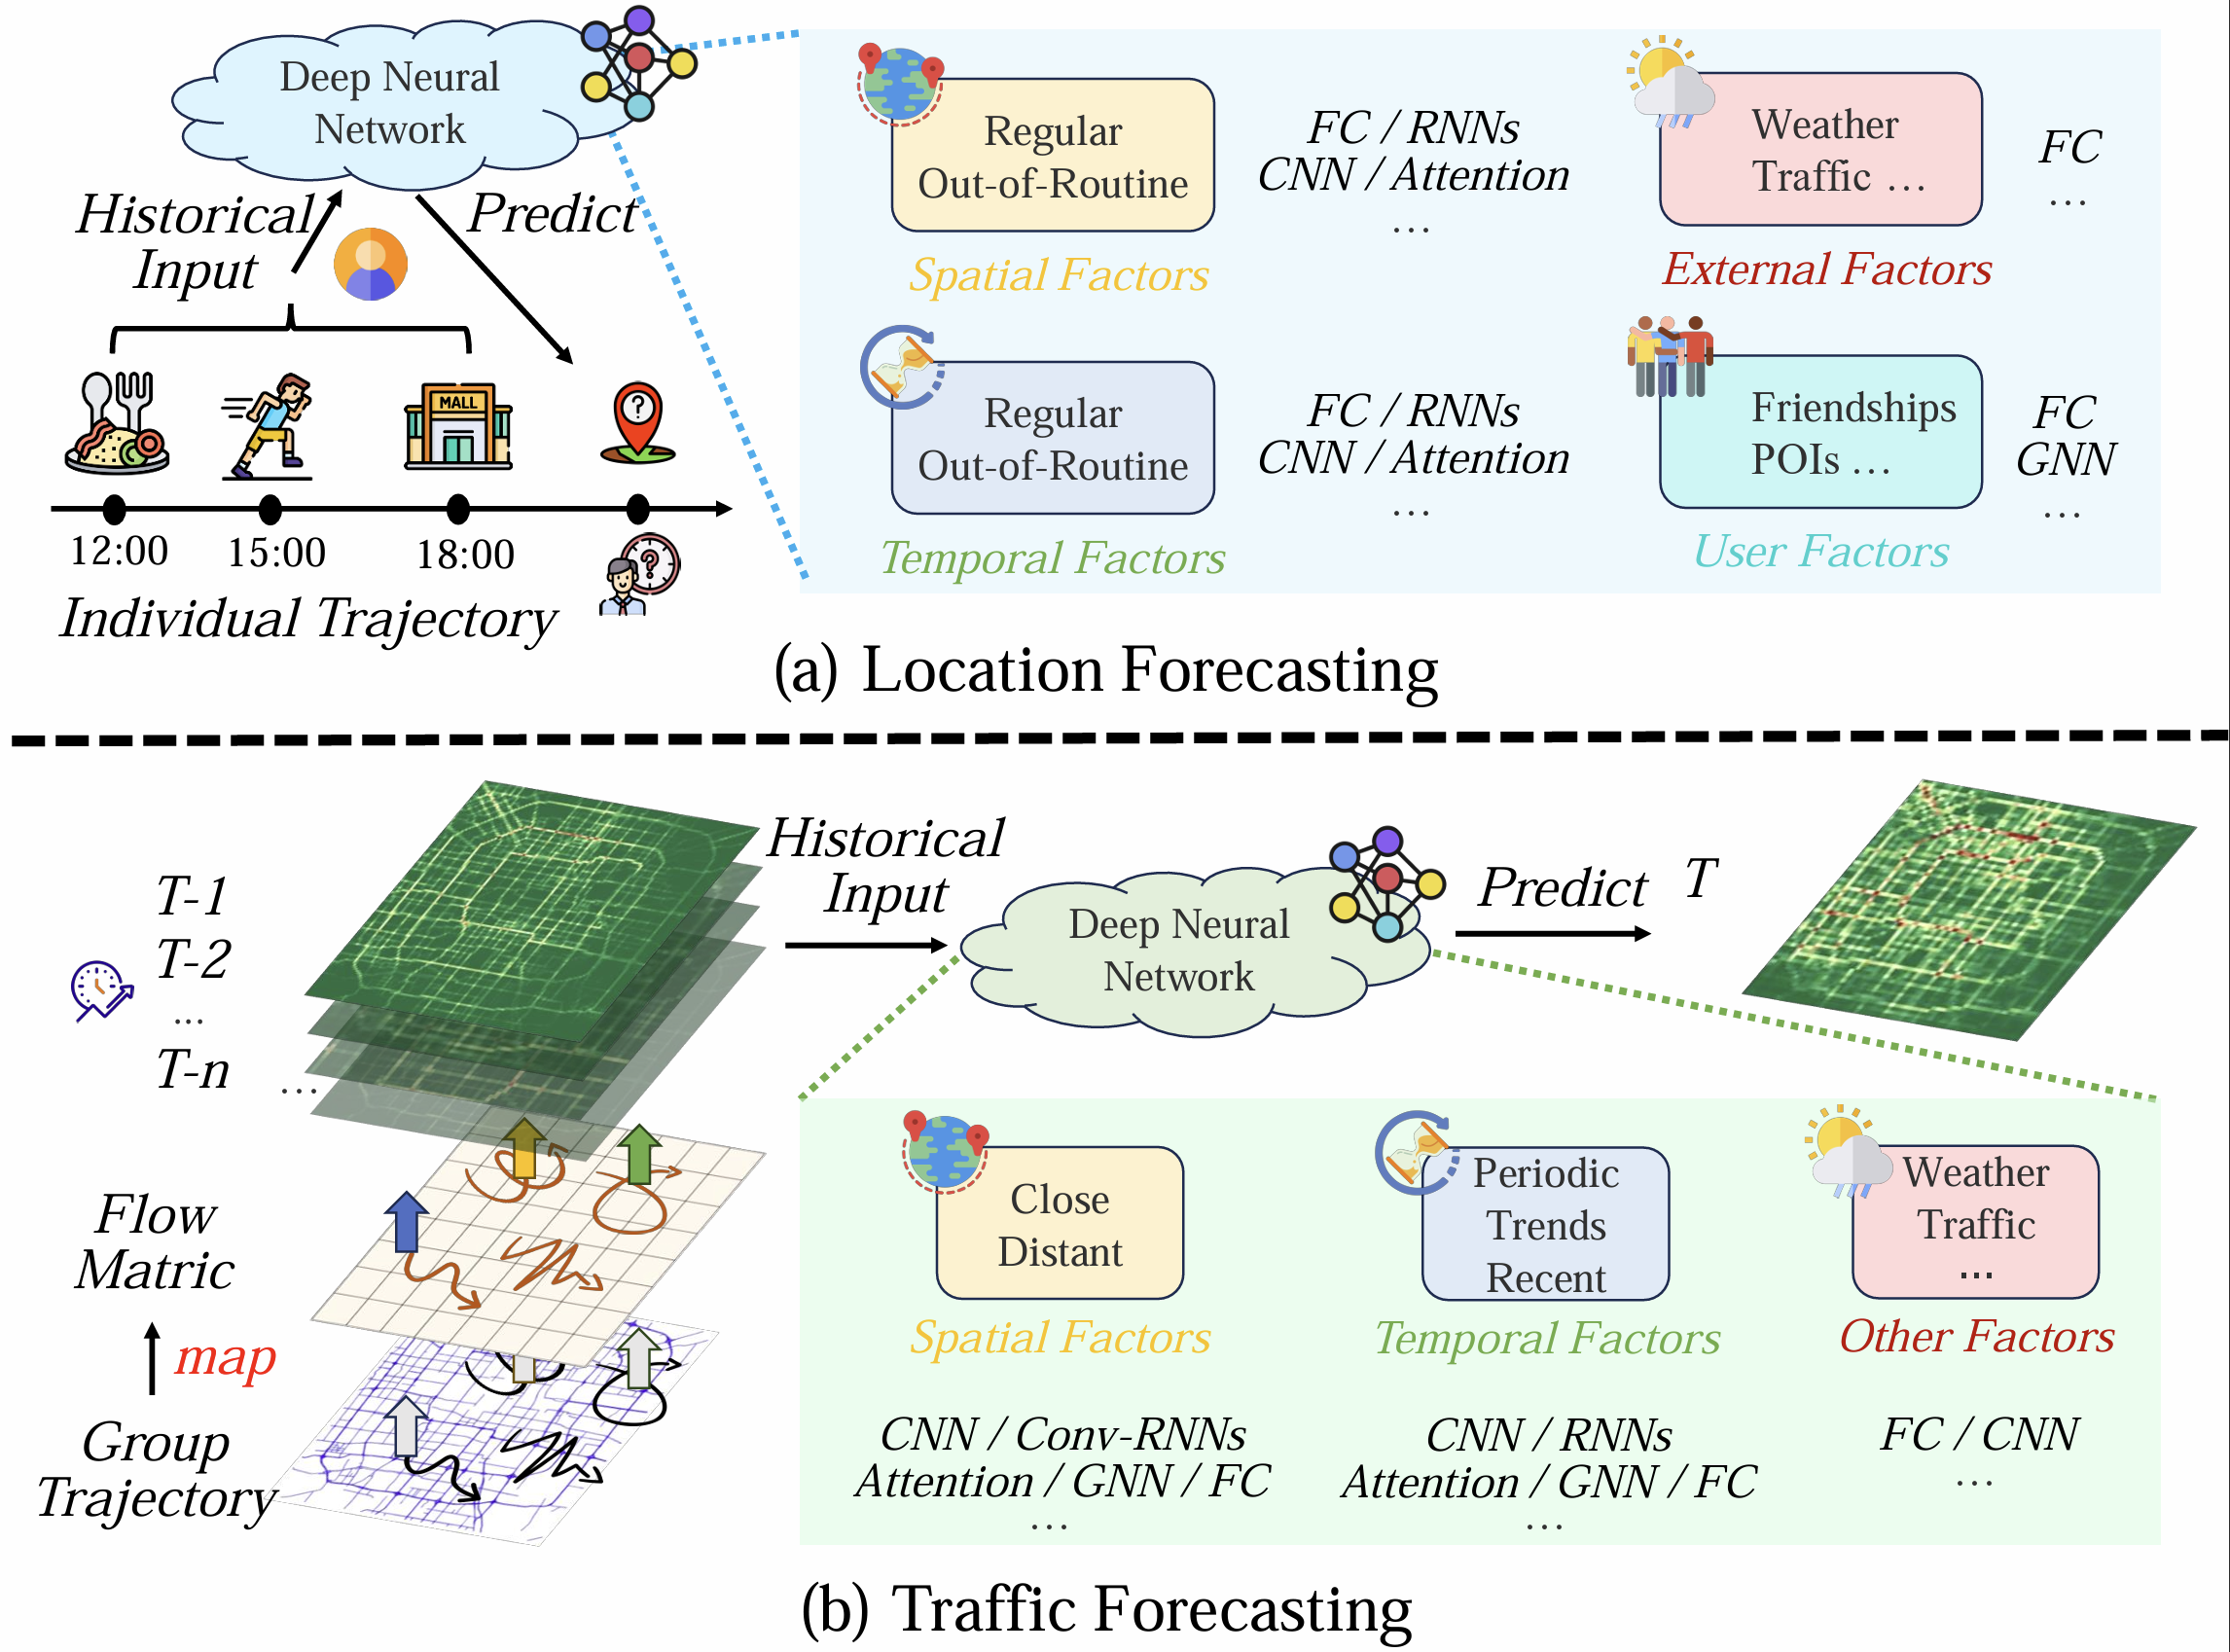 Deep Neural
Network
Historical
Input
Predict
MALL
?
?
12:00
15:00
18:00
Individual Trajectory
Regular
Out-of-Routine
Spatial Factors
FC / RNNs
CNN / Attention
...
Weather
Traffic ...
External Factors
FC
...
Regular
Out-of-Routine
Temporal Factors
FC / RNNs
CNN / Attention
...
Friendships
POIs ...
User Factors
FC
GNN
...
(a) Location Forecasting
T-1
T-2
...
T-n
...
Flow
Matric
map
Group
Trajectory
Historical
Input
Deep Neural
Network
Predict
T
Close
Distant
Spatial Factors
CNN / Conv-RNNs
Attention / GNN / FC
...
Periodic
Trends
Recent
Temporal Factors
CNN / RNNs
Attention / GNN / FC
...
Weather
Traffic
...
Other Factors
FC / CNN
...
(b) Traffic Forecasting